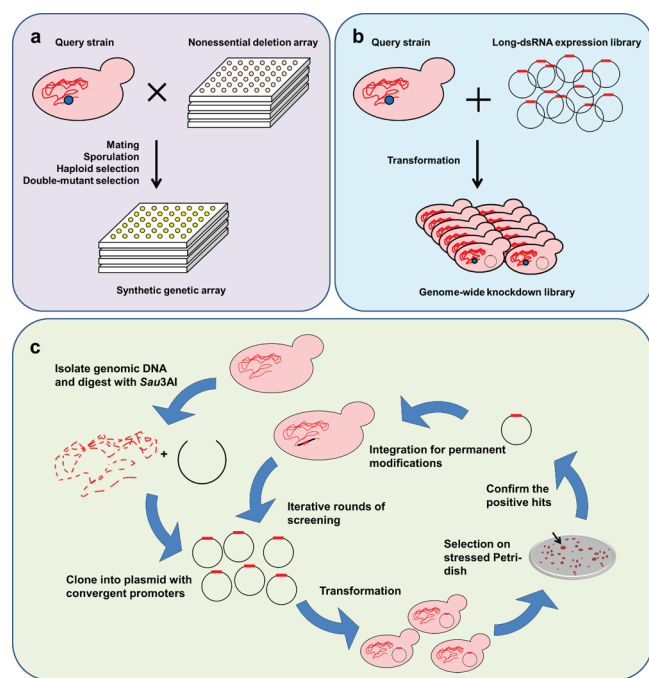 a
Query strain
Nonessential deletion array
Mating
Sporulation
Haploid selection
Double-mutant selection
Synthetic genetic array
b
Query strain
Long-dsRNA expression library
Transformation
Genome-wide knockdown library
c
Isolate genomic DNA
and digest with Sau3AI
+
Integration for permanent
modifications
Confirm the
positive hits
Iterative rounds of
screening
Selection on
stressed Petri-
dish
Clone into plasmid with
convergent promoters
Transformation